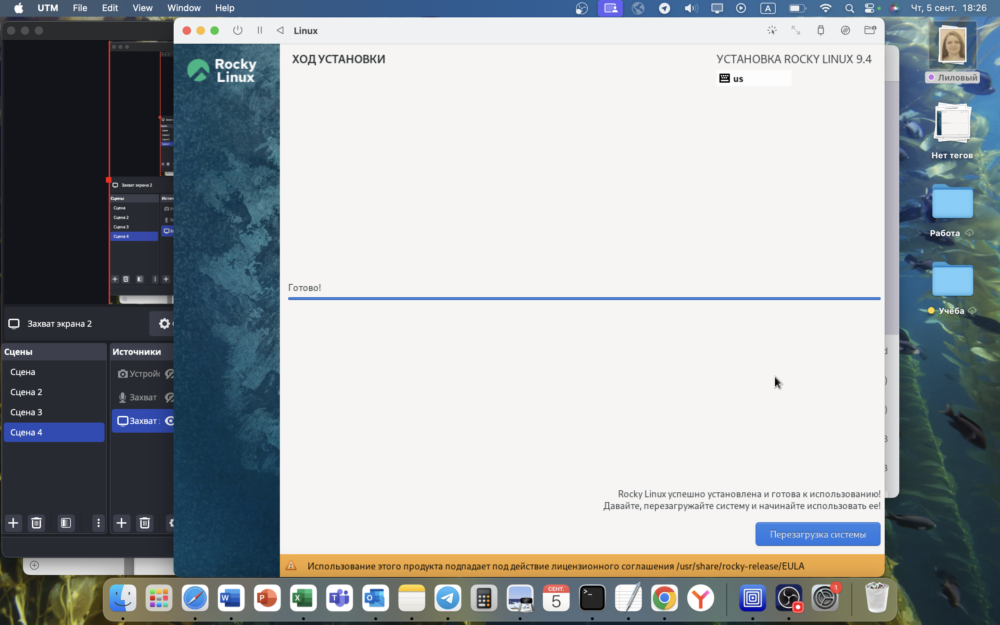 UTM File Edit View Window Help
A Чт, 5 сент. 18:26
Linux
Rocky
Linux
ХОД УСТАНОВКИ
УСТАНОВКА ROCKY LINUX 9.4
us
Готово!
Rocky Linux успешно установлена и готова к использованию!
Давайте, перезагружайте систему и начинайте использовать ее!
Перезагрузка системы
Использование этого продукта подпадает под действие лицензионного соглашения /usr/share/rocky-release/EULA
Захват экрана 2
Сцены
Сцена
Сцена 2
Сцена 3
Сцена 4
Захват экрана 2
Сцены Источники
Сцена
Сцена 2
Сцена 3
Сцена 4
Захват
Захват
Лиловый
Нет тегов
Работа
Учёба
W P X T O
СЕНТ.
5
>_
1